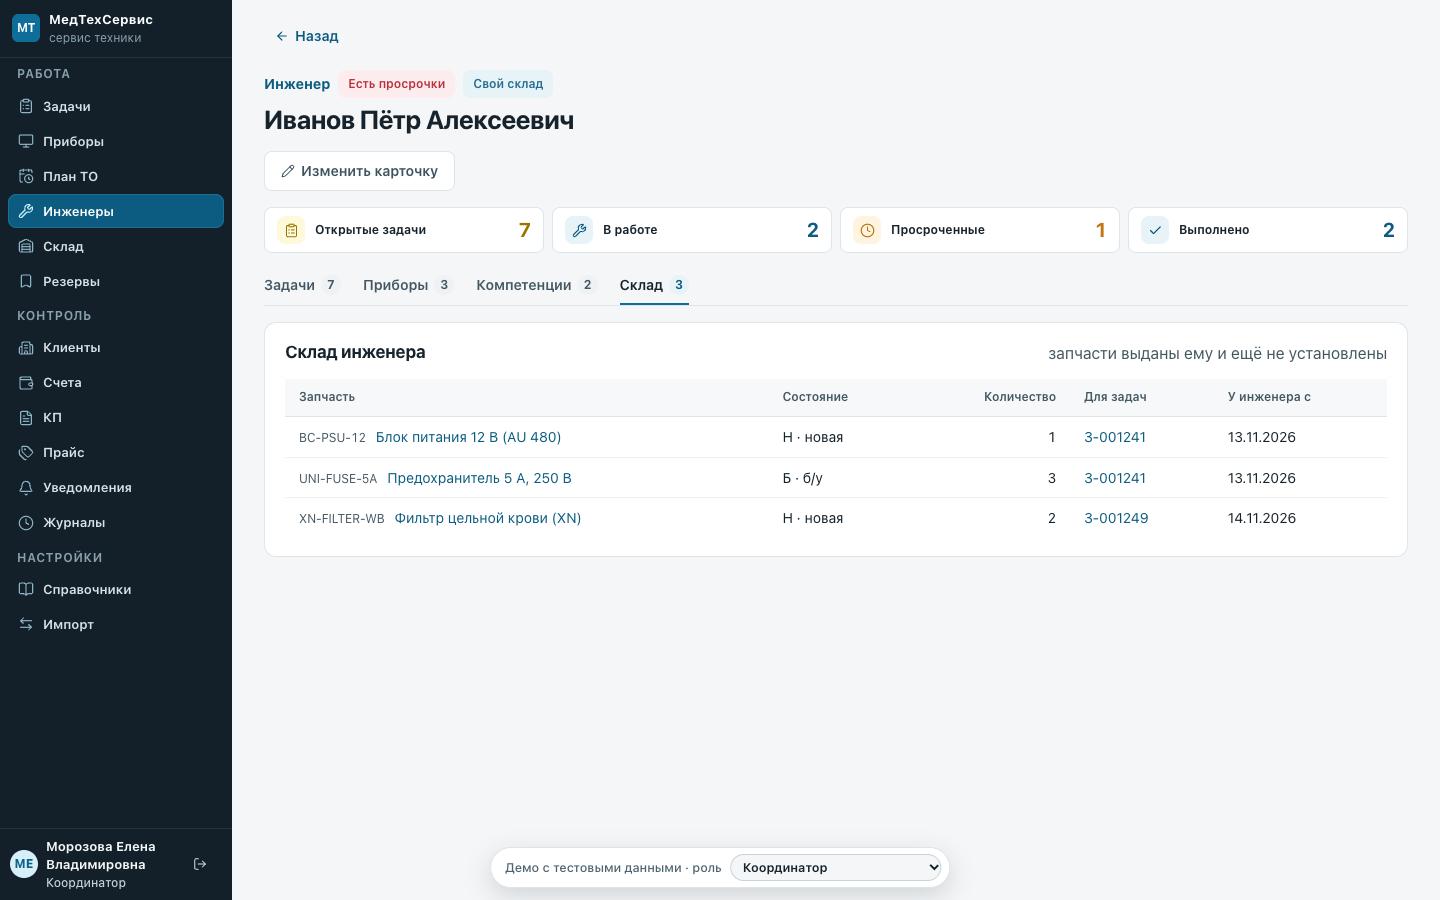 МТ МедТехСервис
сервис техники
РАБОТА
Задачи
Приборы
План ТО
Инженеры
Склад
Резервы
КОНТРОЛЬ
Клиенты
Счета
КП
Прайс
Уведомления
Журналы
НАСТРОЙКИ
Справочники
Импорт
МЕ Морозова Елена
Владимировна
Координатор
Назад
Инженер Есть просрочки Свой склад
Иванов Пётр Алексеевич
Изменить карточку
Открытые задачи 7 В работе 2 Просроченные 1 Выполнено 2
Задачи 7 Приборы 3 Компетенции 2 Склад 3
Склад инженера запчасти выданы ему и ещё не установлены
Запчасть Состояние Количество Для задач У инженера с
BC-PSU-12 Блок питания 12 В (AU 480) Н · новая 1 З-001241 13.11.2026
UNI-FUSE-5A Предохранитель 5 А, 250 В Б · б/у 3 З-001241 13.11.2026
XN-FILTER-WB Фильтр цельной крови (XN) Н · новая 2 З-001249 14.11.2026
Демо с тестовыми данными · роль Координатор